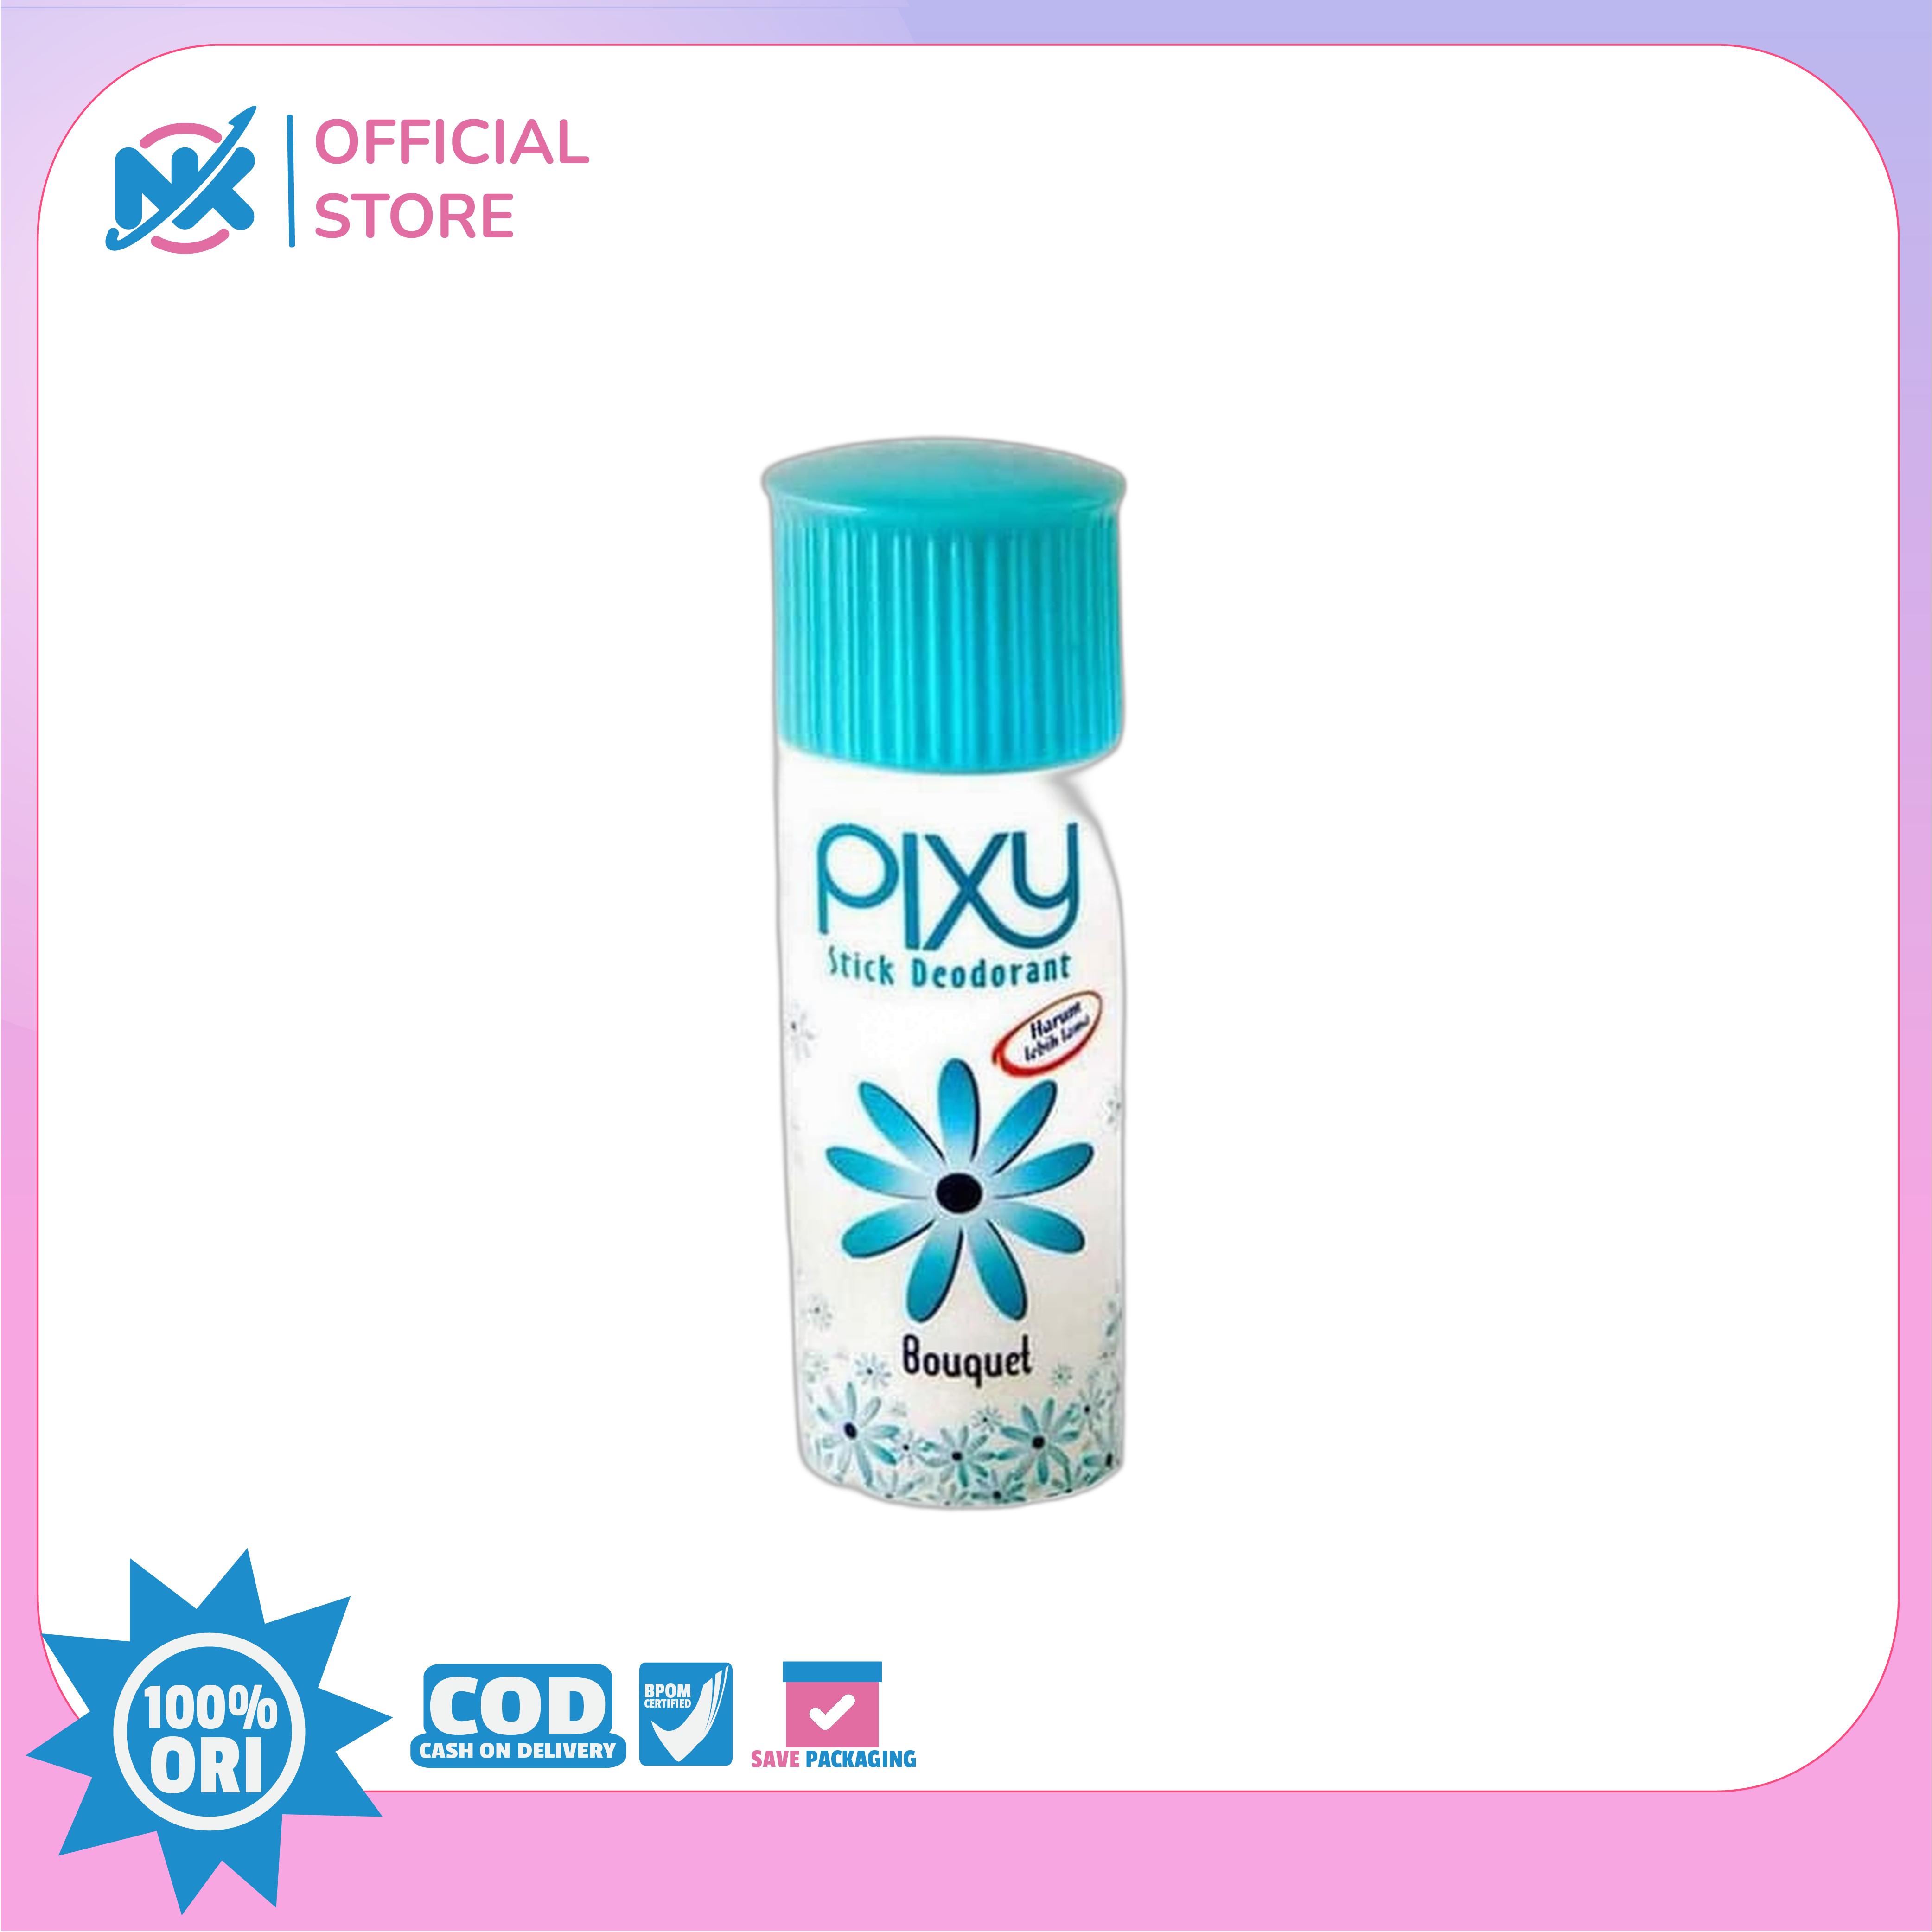 NK
OFFICIAL
STORE
PIXY
Stick Deodorant
Harum
lebih lama
Bouquet
100%
ORI
COD
CASH ON DELIVERY
BPOM
CERTIFIED
SAVE PACKAGING